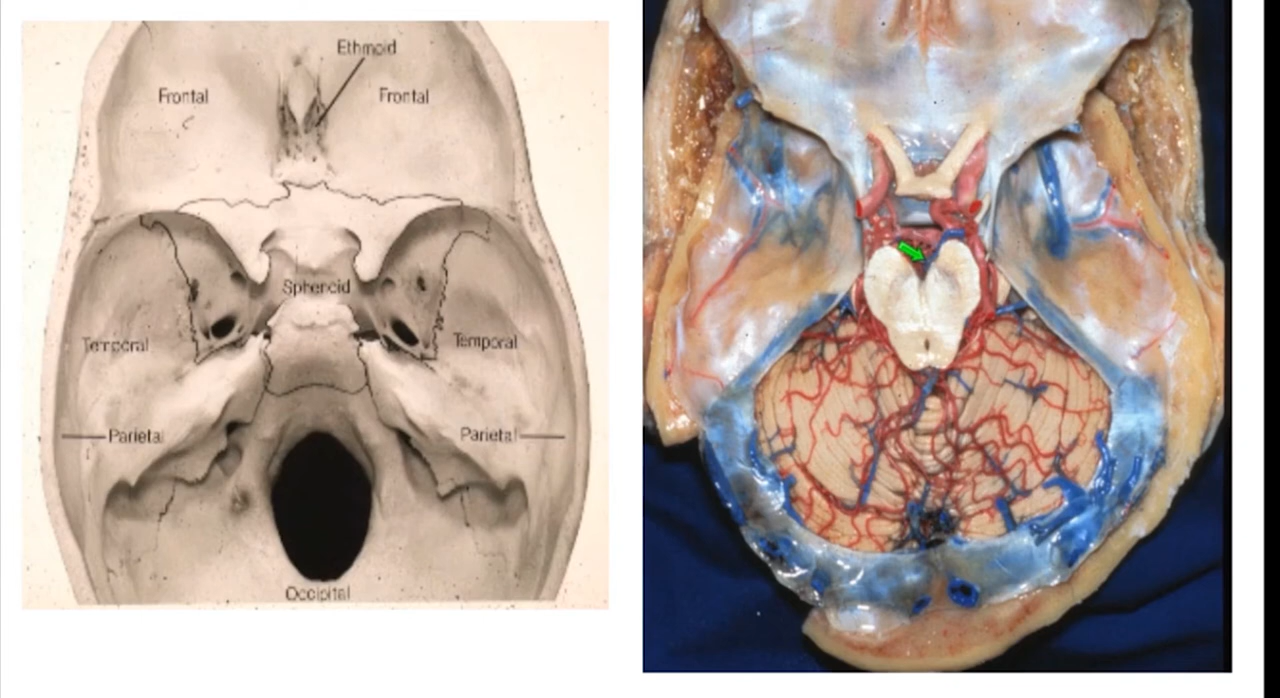 Ethmoid
Frontal
Frontal
Sphenoid
Temporal
Temporal
Parietal
Parietal
Occipital